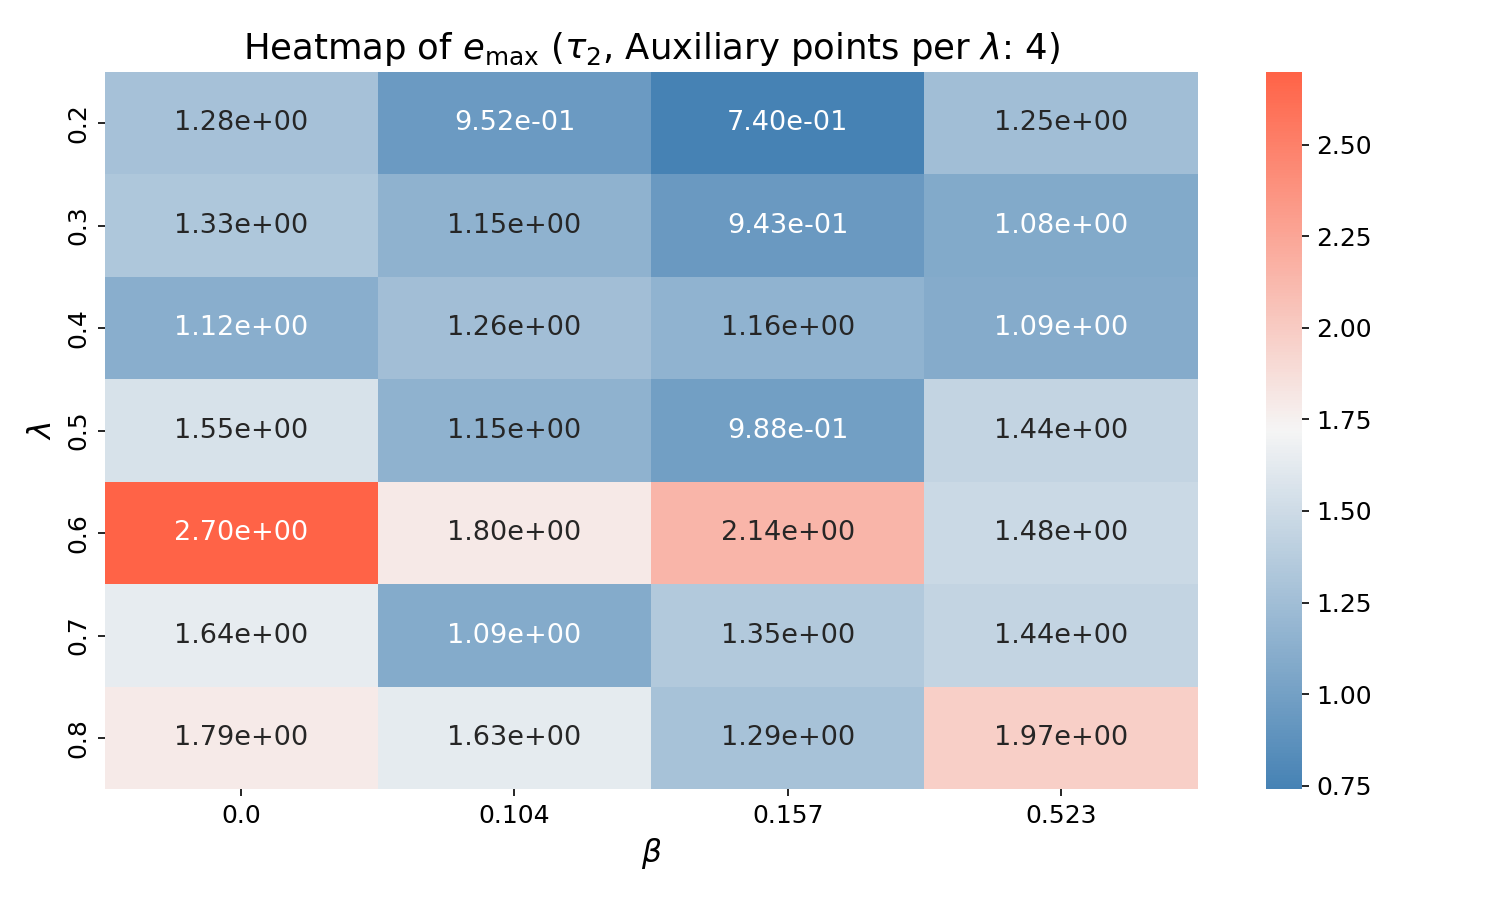 Heatmap of e_max (τ_2, Auxiliary points per λ: 4)
0.2 1.28e+00 9.52e-01 7.40e-01 1.25e+00
0.3 1.33e+00 1.15e+00 9.43e-01 1.08e+00
0.4 1.12e+00 1.26e+00 1.16e+00 1.09e+00
0.5 1.55e+00 1.15e+00 9.88e-01 1.44e+00
0.6 2.70e+00 1.80e+00 2.14e+00 1.48e+00
0.7 1.64e+00 1.09e+00 1.35e+00 1.44e+00
0.8 1.79e+00 1.63e+00 1.29e+00 1.97e+00
λ
0.0 0.104 0.157 0.523
β
2.50
2.25
2.00
1.75
1.50
1.25
1.00
0.75